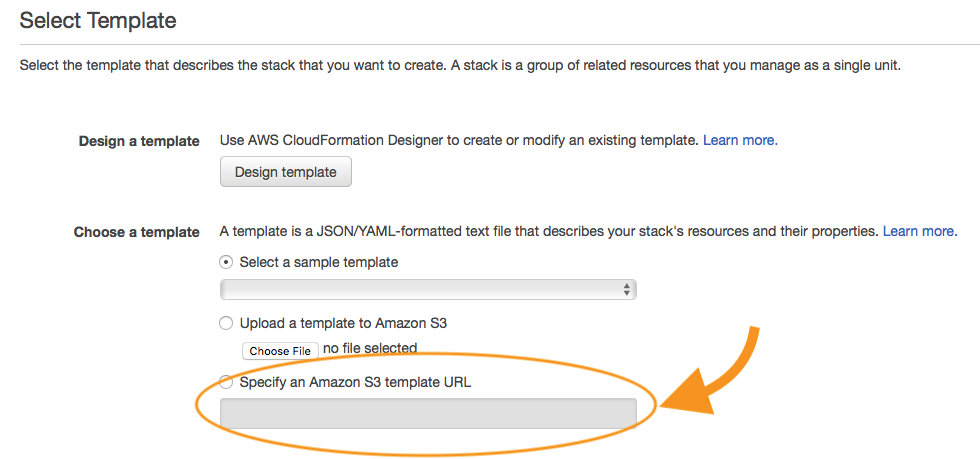 Select Template
Select the template that describes the stack that you want to create. A stack is a group of related resources that you manage as a single unit.
Design a template Use AWS CloudFormation Designer to create or modify an existing template. Learn more.
Design template
Choose a template A template is a JSON/YAML-formatted text file that describes your stack's resources and their properties. Learn more.
Select a sample template
Upload a template to Amazon S3
Choose File no file selected
Specify an Amazon S3 template URL